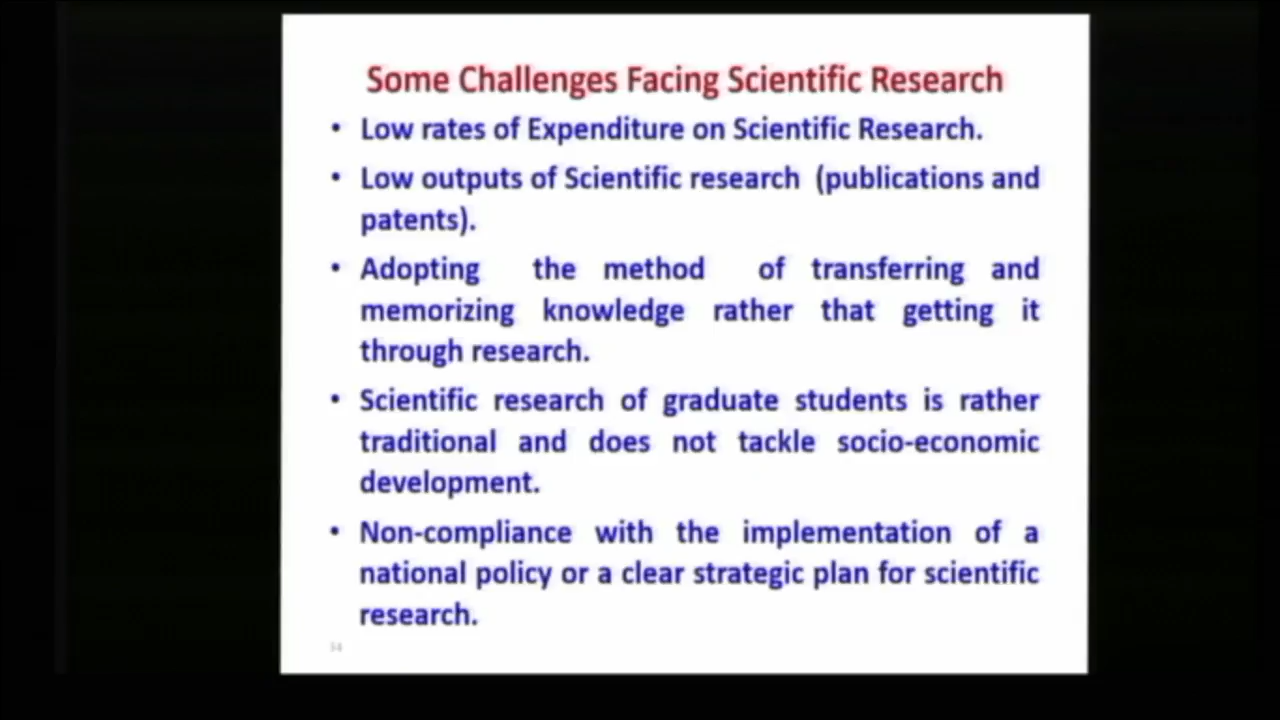 Some Challenges Facing Scientific Research
• Low rates of Expenditure on Scientific Research.
• Low outputs of Scientific research (publications and
patents).
• Adopting the method of transferring and
memorizing knowledge rather that getting it
through research.
• Scientific research of graduate students is rather
traditional and does not tackle socio-economic
development.
• Non-compliance with the implementation of a
national policy or a clear strategic plan for scientific
research.